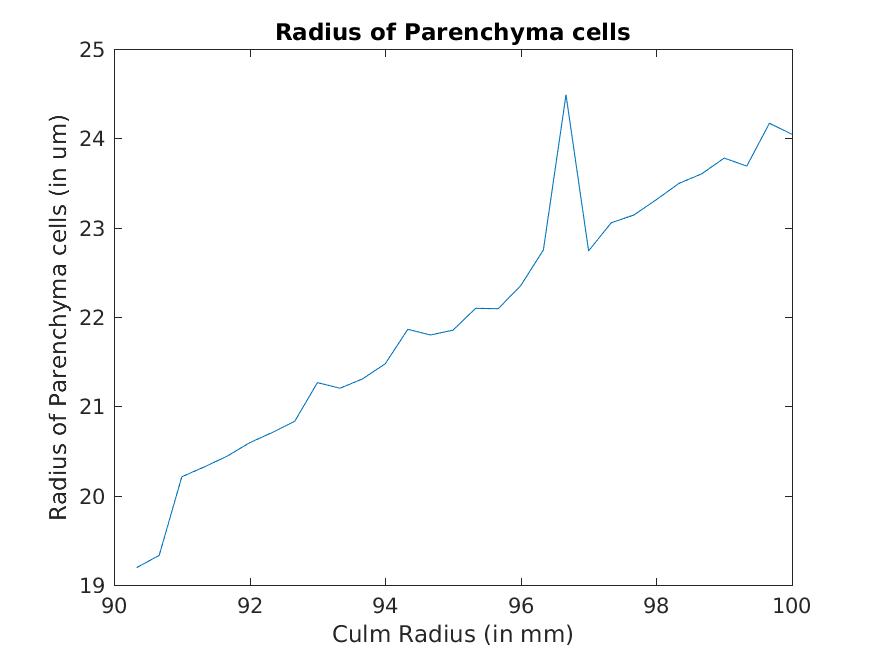 Radius of Parenchyma cells
25
24
23
22
21
20
19
Radius of Parenchyma cells (in um)
90 92 94 96 98 100
Culm Radius (in mm)